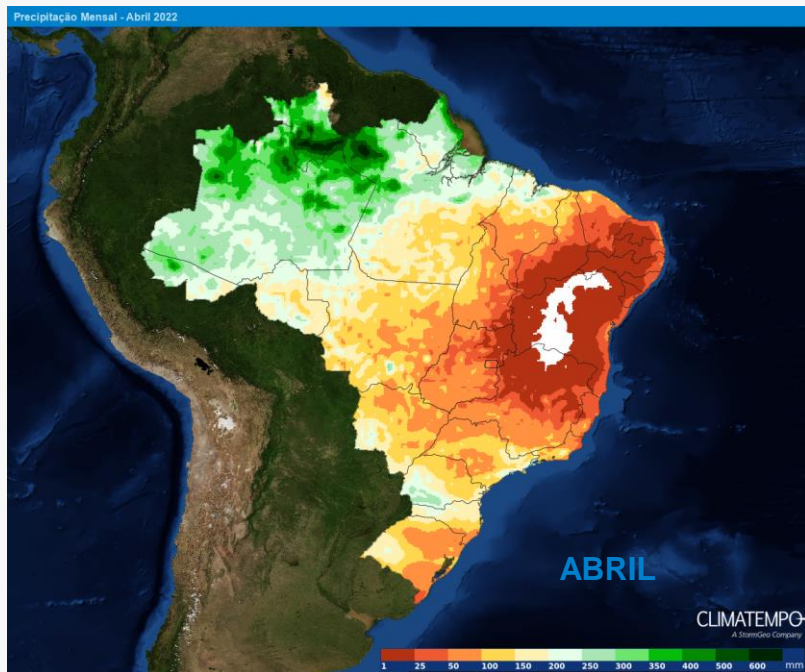 Precipitação Mensal - Abril 2022
ABRIL
CLIMATEMPO
A StormGeo Company
1 25 50 100 150 200 250 300 350 400 500 600 mm